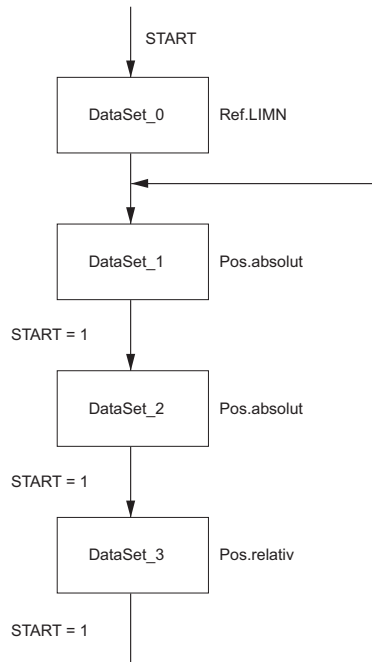 START
DataSet_0 Ref.LIMN
DataSet_1 Pos.absolut
START = 1
DataSet_2 Pos.absolut
START = 1
DataSet_3 Pos.relativ
START = 1